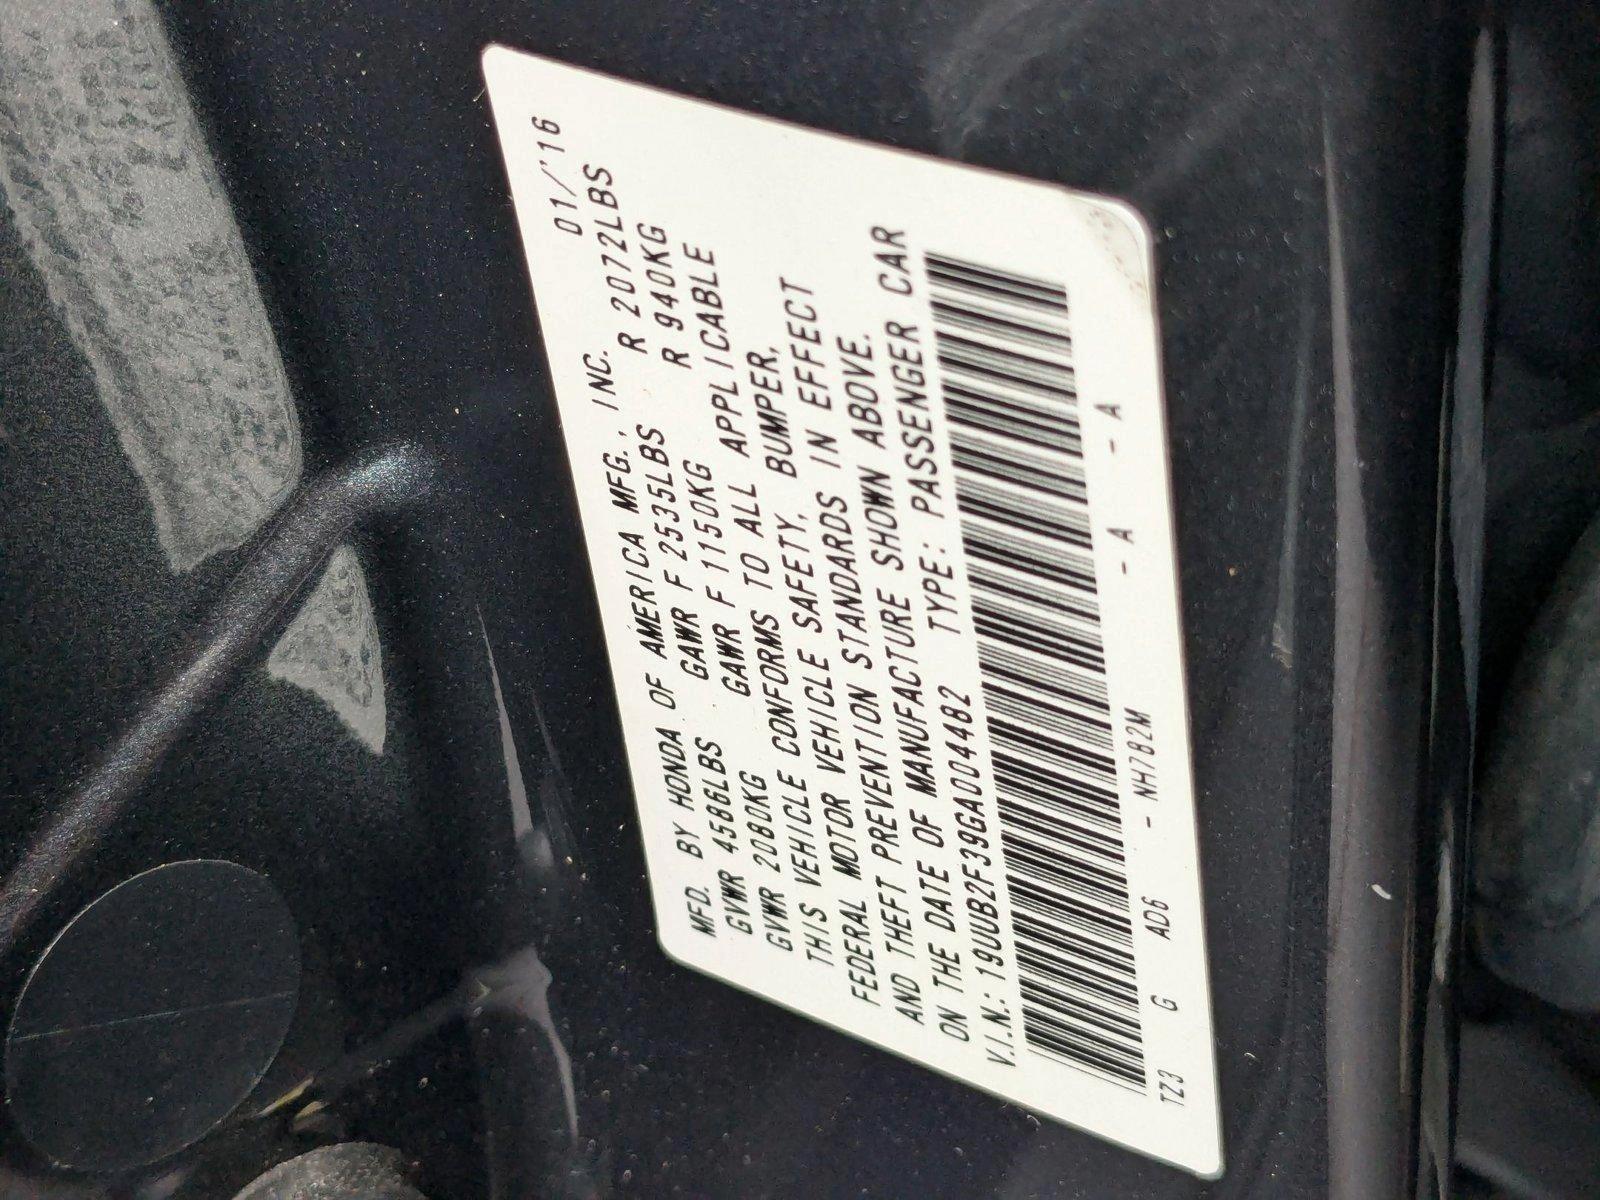 MFD. BY HONDA OF AMERICA MFG., INC. 01/'16
GVWR 4586LBS GAWR F 2535LBS R 2072LBS
GVWR 2080KG GAWR F 1150KG R 940KG
THIS VEHICLE CONFORMS TO ALL APPLICABLE
FEDERAL MOTOR VEHICLE SAFETY, BUMPER,
AND THEFT PREVENTION STANDARDS IN EFFECT
ON THE DATE OF MANUFACTURE SHOWN ABOVE.
V.I.N.: 19UUB2F39GA004482 TYPE: PASSENGER CAR
TZ3 G AD6 - NH782M - A - A